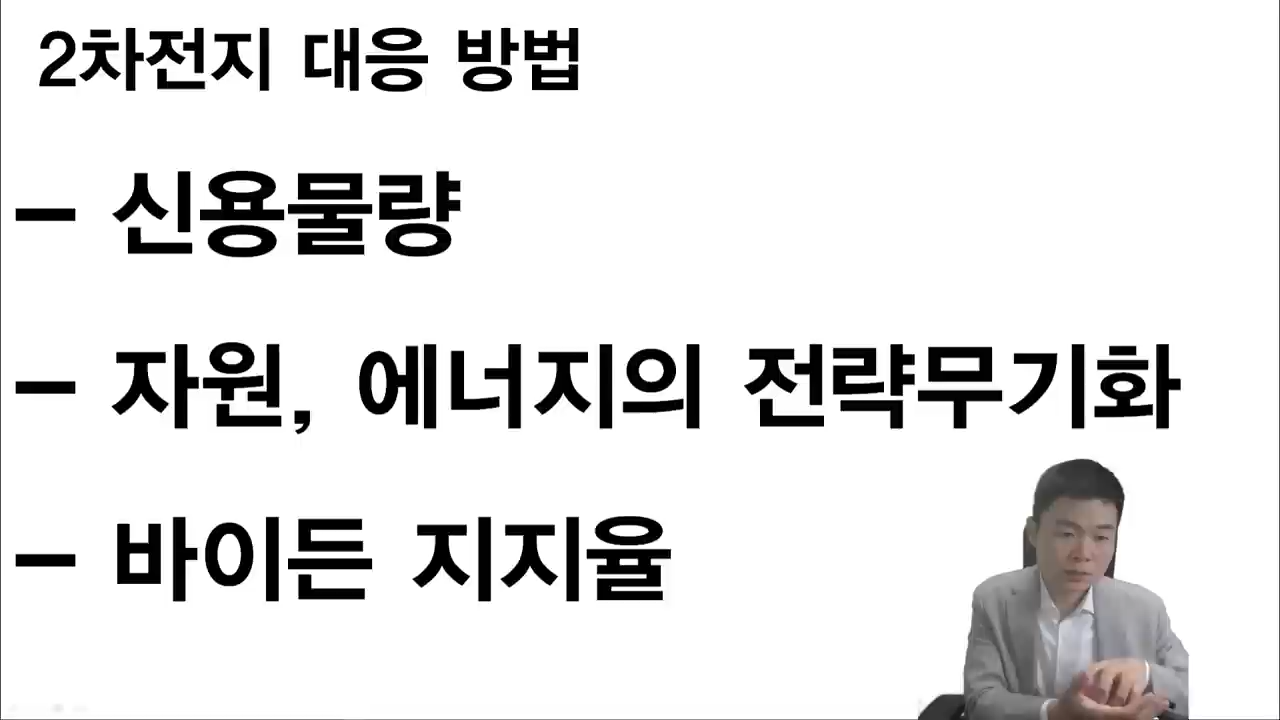 2차전지 대응 방법
- 신용물량
- 자원, 에너지의 전략무기화
- 바이든 지지율